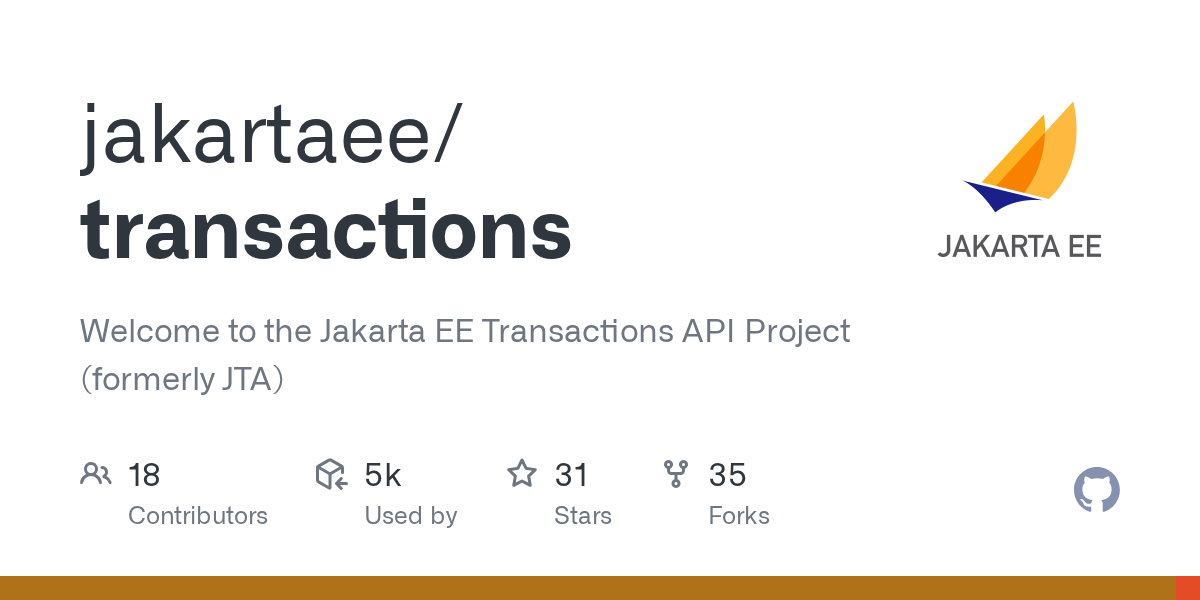 jakartaee/
transactions
JAKARTA EE
Welcome to the Jakarta EE Transactions API Project
(formerly JTA)
18
Contributors
5k
Used by
31
Stars
35
Forks